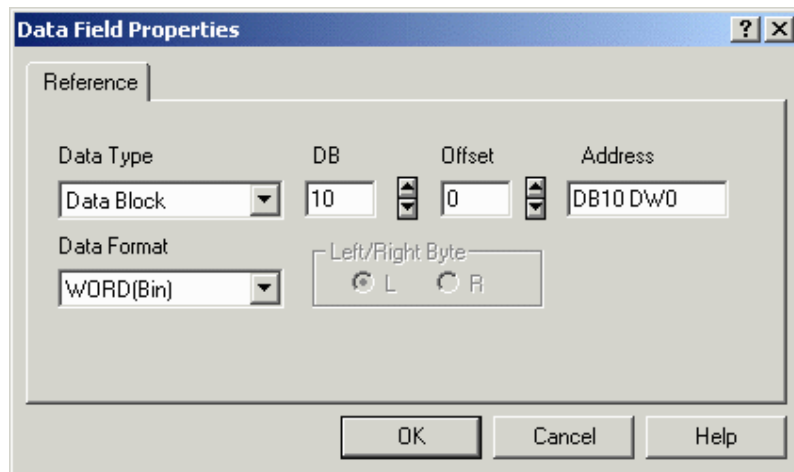 Data Field Properties
Reference
Data Type DB Offset Address
Data Block 10 0 DB10 DW0
Data Format Left/Right Byte
WORD(Bin) L R
OK Cancel Help